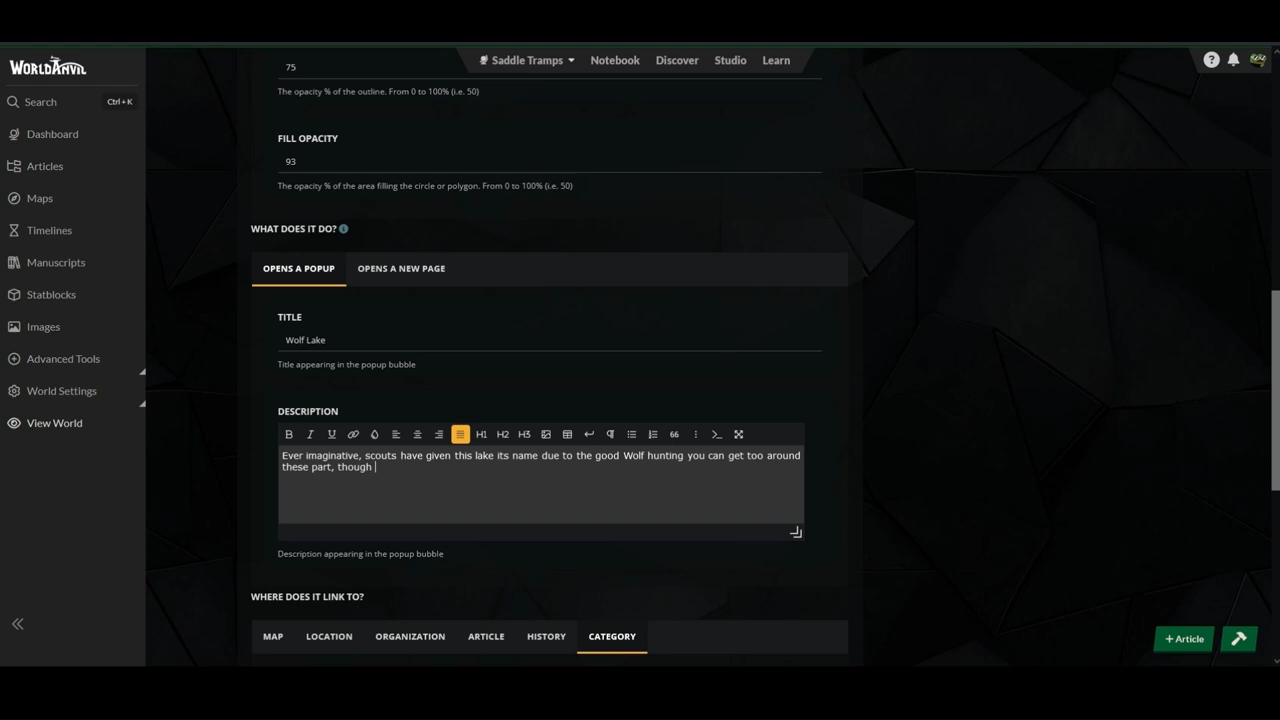 WORLDANVIL
Saddle Tramps
Notebook
Discover
Studio
Learn
Search
Ctrl+K
Dashboard
Articles
Maps
Timelines
Manuscripts
Statblocks
Images
Advanced Tools
World Settings
View World
75
The opacity % of the outline. From 0 to 100% (i.e. 50)
FILL OPACITY
93
The opacity % of the area filling the circle or polygon. From 0 to 100% (i.e. 50)
WHAT DOES IT DO?
OPENS A POPUP
OPENS A NEW PAGE
TITLE
Wolf Lake
Title appearing in the popup bubble
DESCRIPTION
B I U H1 H2 H3 66
Ever imaginative, scouts have given this lake its name due to the good Wolf hunting you can get too around
these part, though
Description appearing in the popup bubble
WHERE DOES IT LINK TO?
MAP
LOCATION
ORGANIZATION
ARTICLE
HISTORY
CATEGORY
+ Article